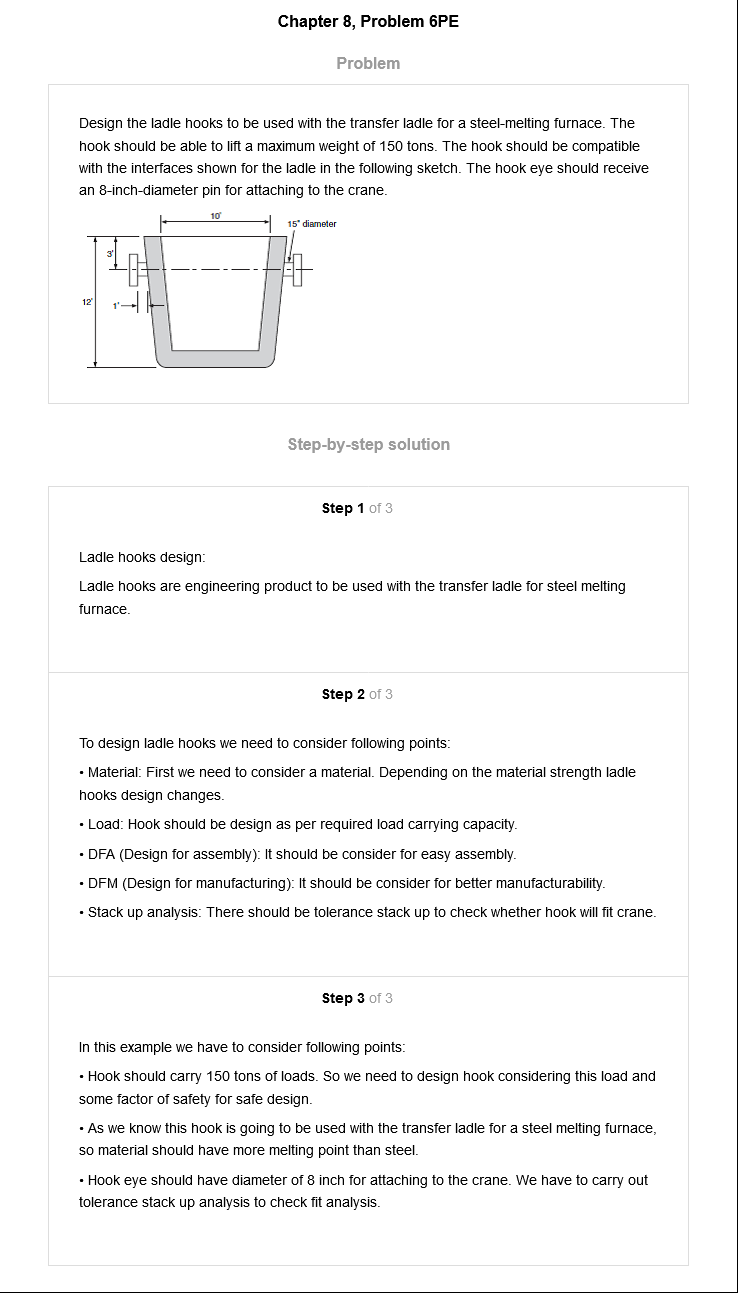 Chapter 8, Problem 6PE
Problem
Design the ladle hooks to be used with the transfer ladle for a steel-melting furnace. The
hook should be able to lift a maximum weight of 150 tons. The hook should be compatible
with the interfaces shown for the ladle in the following sketch. The hook eye should receive
an 8-inch-diameter pin for attaching to the crane.
10'
15" diameter
3'
12'
1'
Step-by-step solution
Step 1 of 3
Ladle hooks design:
Ladle hooks are engineering product to be used with the transfer ladle for steel melting
furnace.
Step 2 of 3
To design ladle hooks we need to consider following points:
• Material: First we need to consider a material. Depending on the material strength ladle
hooks design changes.
• Load: Hook should be design as per required load carrying capacity.
• DFA (Design for assembly): It should be consider for easy assembly.
• DFM (Design for manufacturing): It should be consider for better manufacturability.
• Stack up analysis: There should be tolerance stack up to check whether hook will fit crane.
Step 3 of 3
In this example we have to consider following points:
• Hook should carry 150 tons of loads. So we need to design hook considering this load and
some factor of safety for safe design.
• As we know this hook is going to be used with the transfer ladle for a steel melting furnace,
so material should have more melting point than steel.
• Hook eye should have diameter of 8 inch for attaching to the crane. We have to carry out
tolerance stack up analysis to check fit analysis.